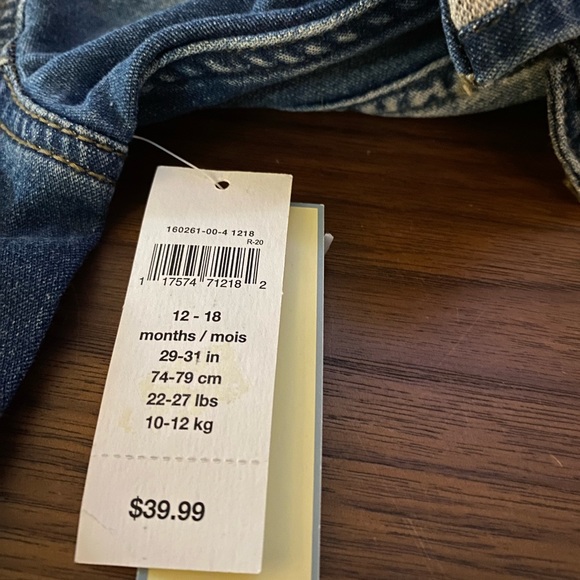 160261-00-4 1218
R-20
1 17574 71218 2
12 - 18
months / mois
29-31 in
74-79 cm
22-27 lbs
10-12 kg
$39.99